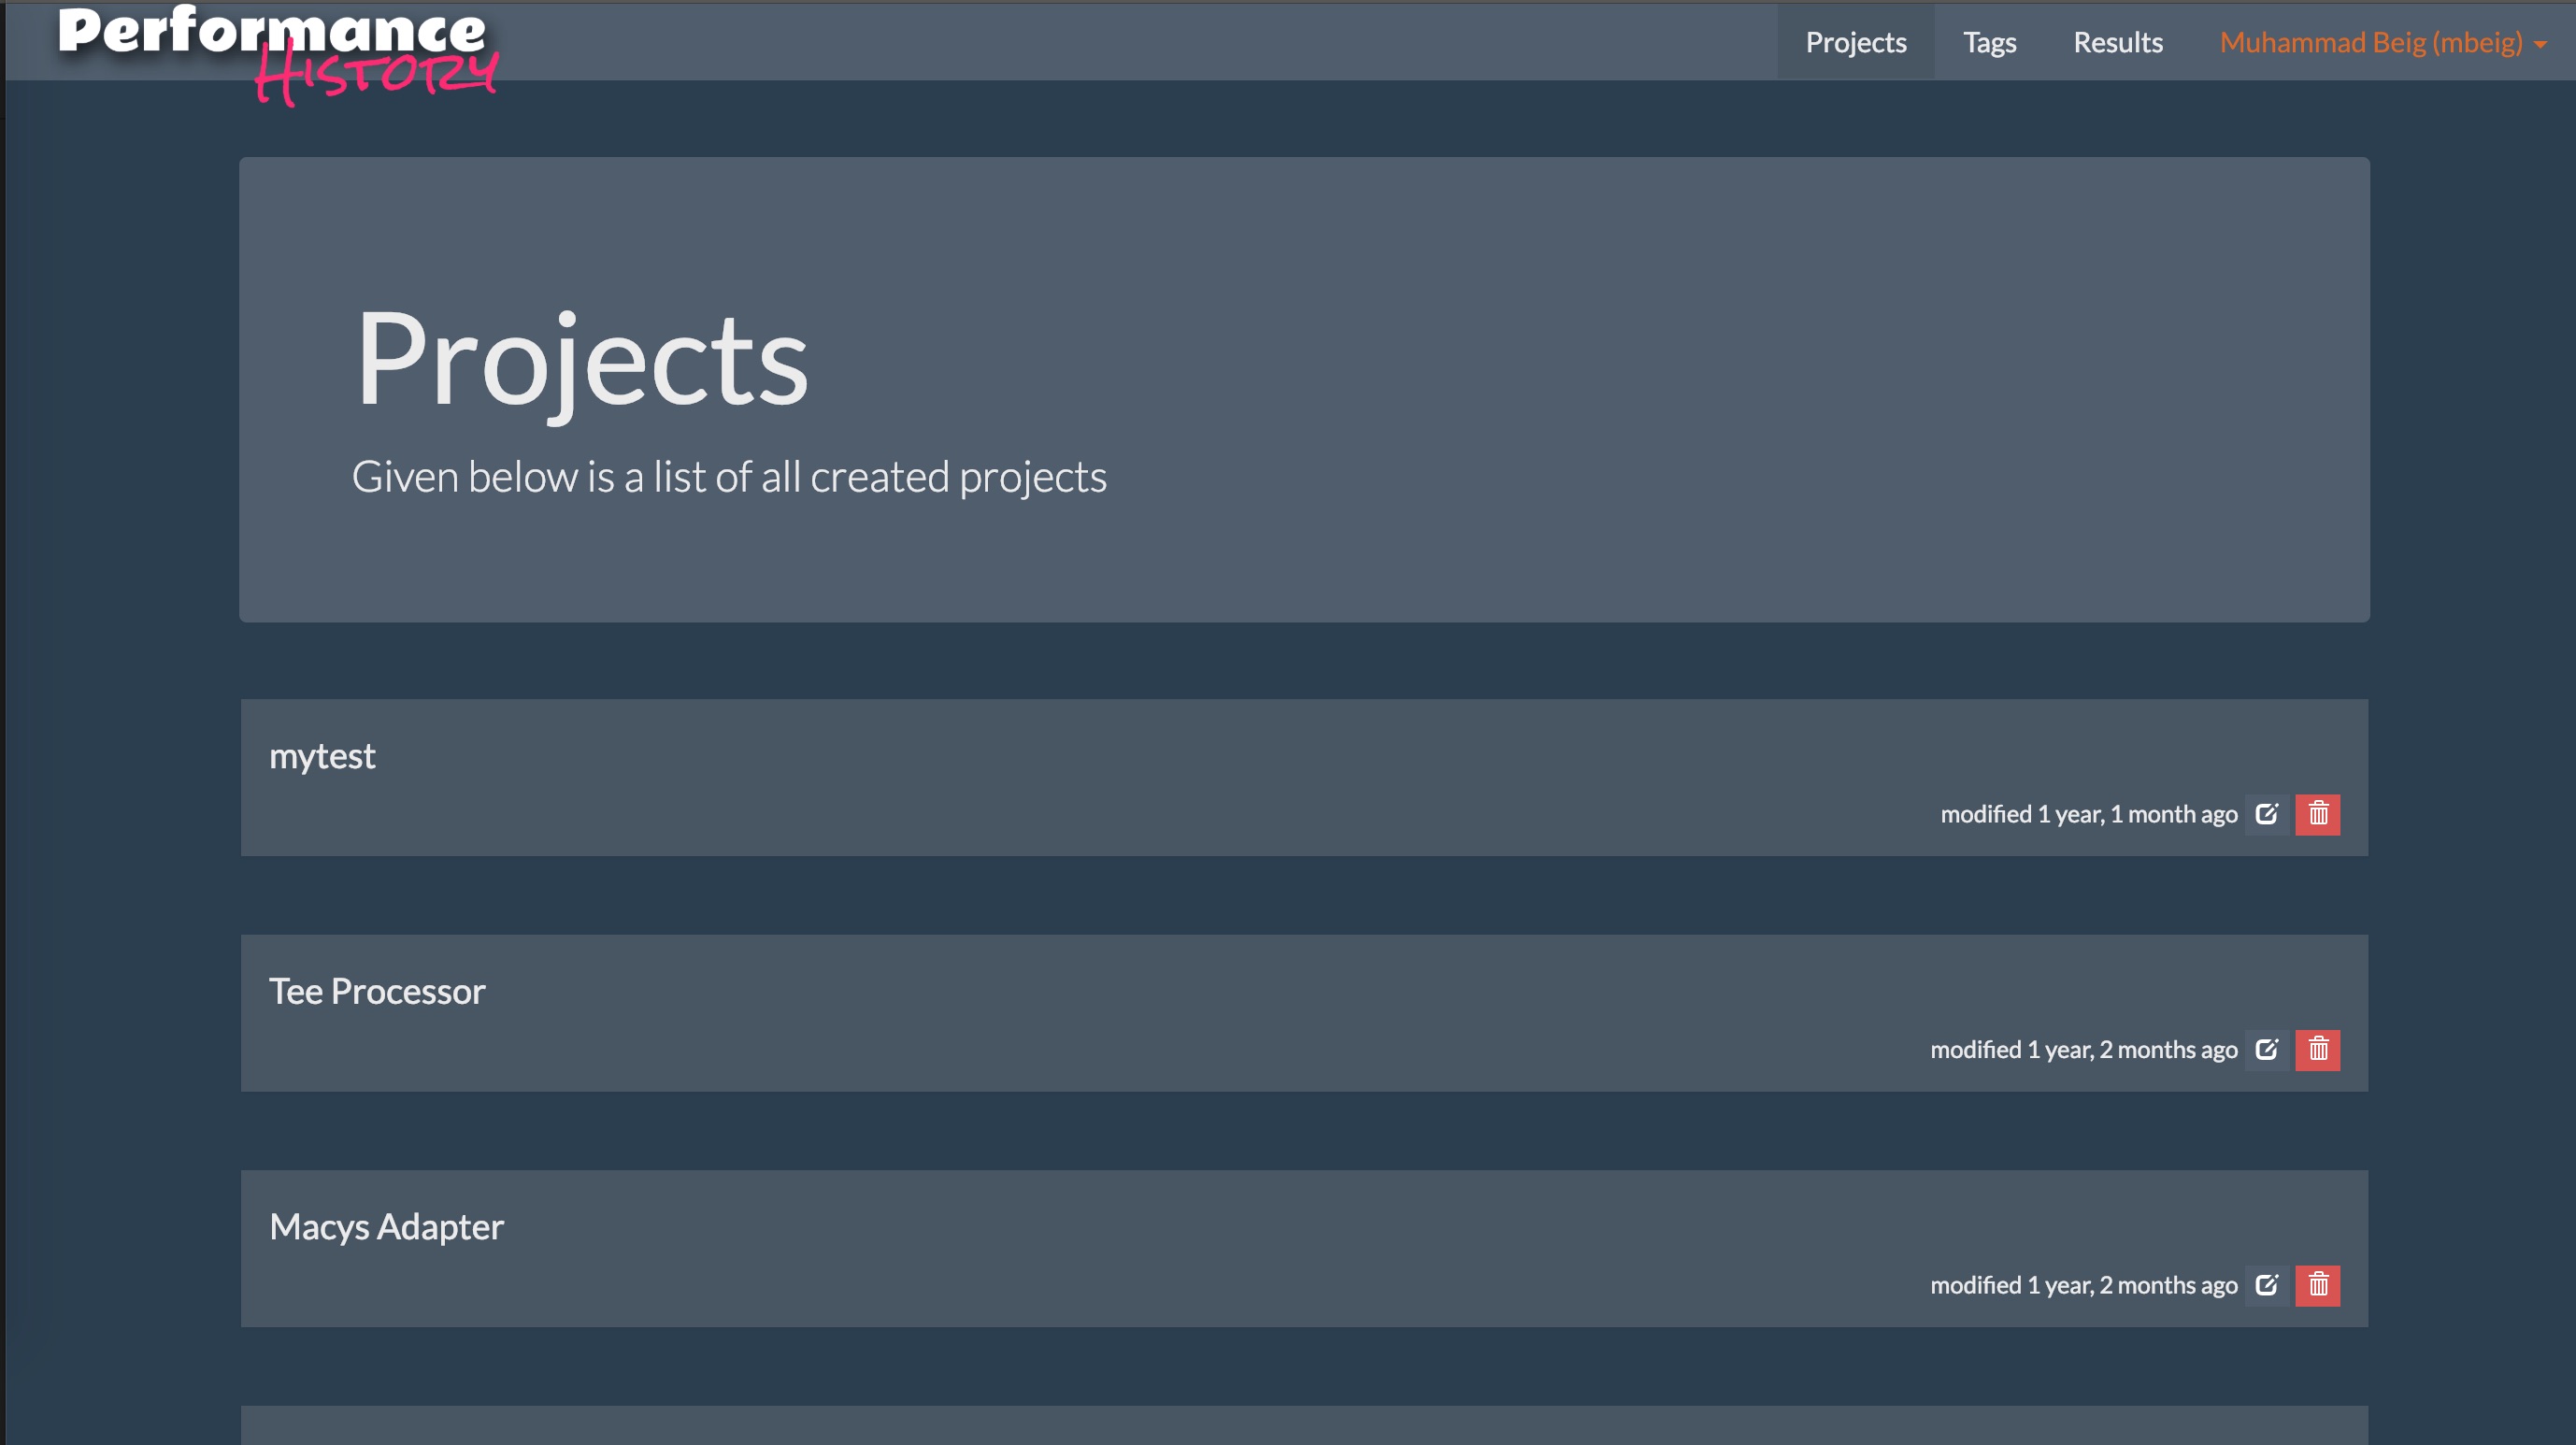 Performance
History
Projects Tags Results Muhammad Beig (mbeig)
Projects
Given below is a list of all created projects
mytest
modified 1 year, 1 month ago
Tee Processor
modified 1 year, 2 months ago
Macys Adapter
modified 1 year, 2 months ago